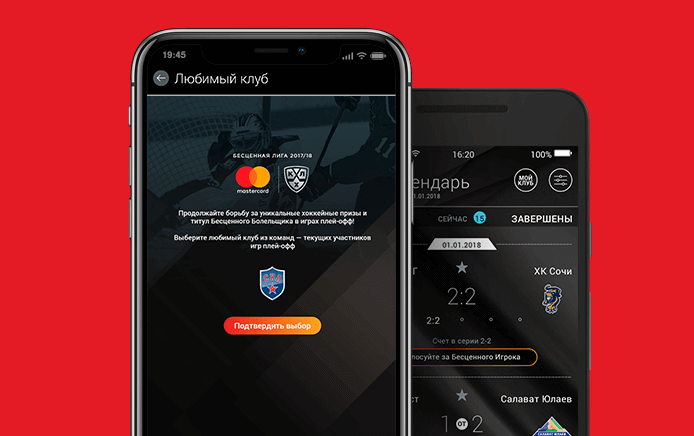 19:45
Любимый клуб
БЕСЦЕННАЯ ЛИГА 2017/18
mastercard
КХЛ
Продолжайте борьбу за уникальные хоккейные призы и
титул Бесценного Болельщика в играх плей-офф!
Выберите любимый клуб из команд — текущих участников
игр плей-офф
СКА
Подтвердить выбор
16:20
100%
ендарь
МОЙ
КЛУБ
.01.2018
СЕЙЧАС 15
ЗАВЕРШЕНЫ
01.01.2018
г
ХК Сочи
2:2
2:2
Счет в серии 2-2
лосуйте за Бесценного Игрока
ст
Салават Юлаев
1 от 2